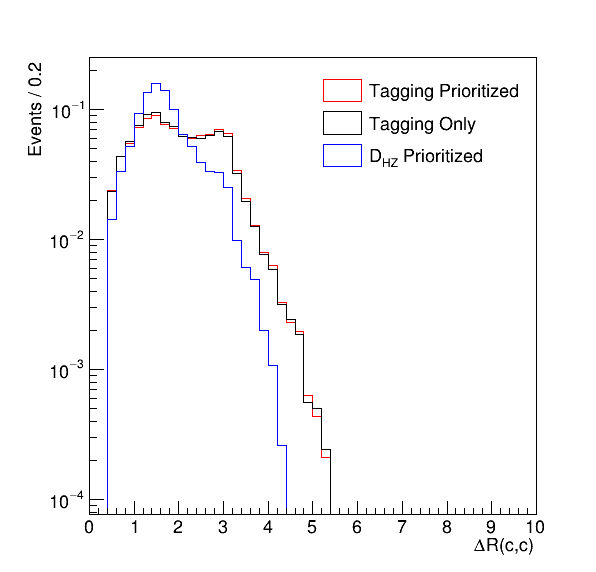 Events / 0.2
10⁻¹
10⁻²
10⁻³
10⁻⁴
Tagging Prioritized
Tagging Only
D_HZ Prioritized
0 1 2 3 4 5 6 7 8 9 10
ΔR(c,c)